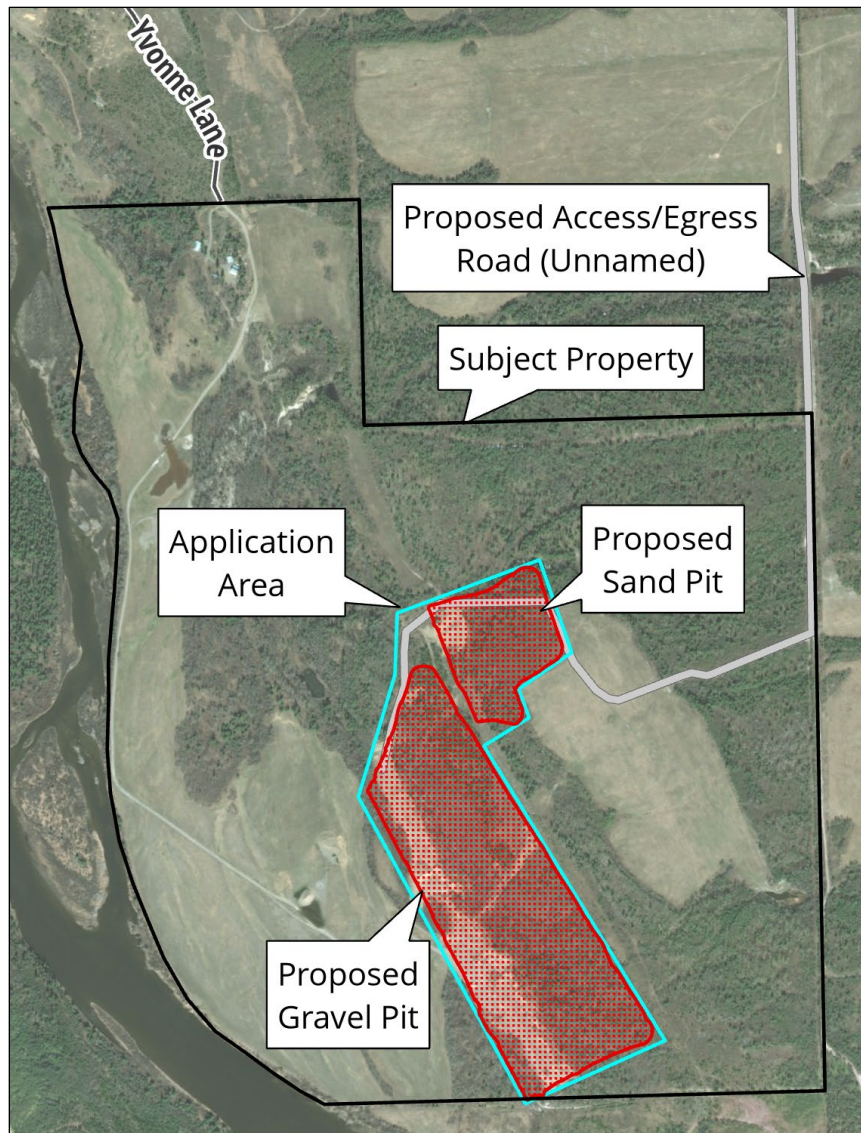 Yvonne Lane
Proposed Access/Egress
Road (Unnamed)
Subject Property
Application
Area
Proposed
Sand Pit
Proposed
Gravel Pit